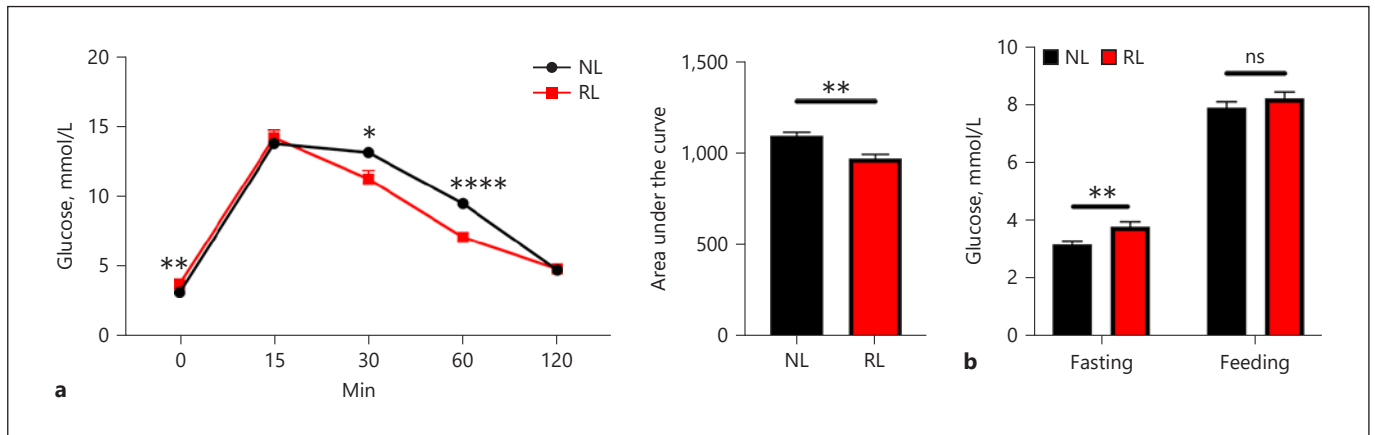 20
15
10
5
0
Glucose, mmol/L
NL
RL
**
*
****
0 15 30 60 120
Min
a
1,500
1,000
500
0
Area under the curve
**
NL RL
10
8
6
4
2
0
Glucose, mmol/L
NL RL
**
ns
Fasting Feeding
b